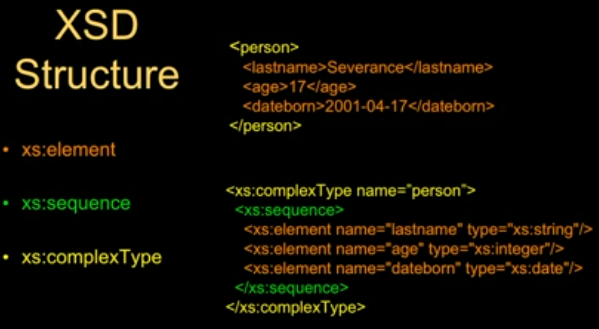 XSD
Structure
• xs:element
• xs:sequence
• xs:complexType
<person>
<lastname>Severance</lastname>
<age>17</age>
<dateborn>2001-04-17</dateborn>
</person>
<xs:complexType name="person">
<xs:sequence>
<xs:element name="lastname" type="xs:string"/>
<xs:element name="age" type="xs:integer"/>
<xs:element name="dateborn" type="xs:date"/>
</xs:sequence>
</xs:complexType>